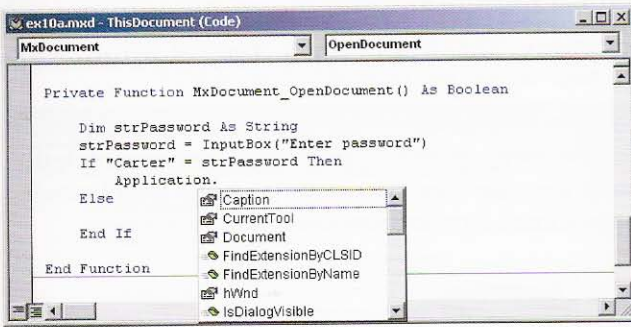 ex10a.mxd - ThisDocument (Code)
MxDocument
OpenDocument
Private Function MxDocument_OpenDocument() As Boolean
Dim strPassword As String
strPassword = InputBox("Enter password")
If "Carter" = strPassword Then
Application.
Else
End If
End Function
Caption
CurrentTool
Document
FindExtensionByCLSID
FindExtensionByName
hWnd
IsDialogVisible